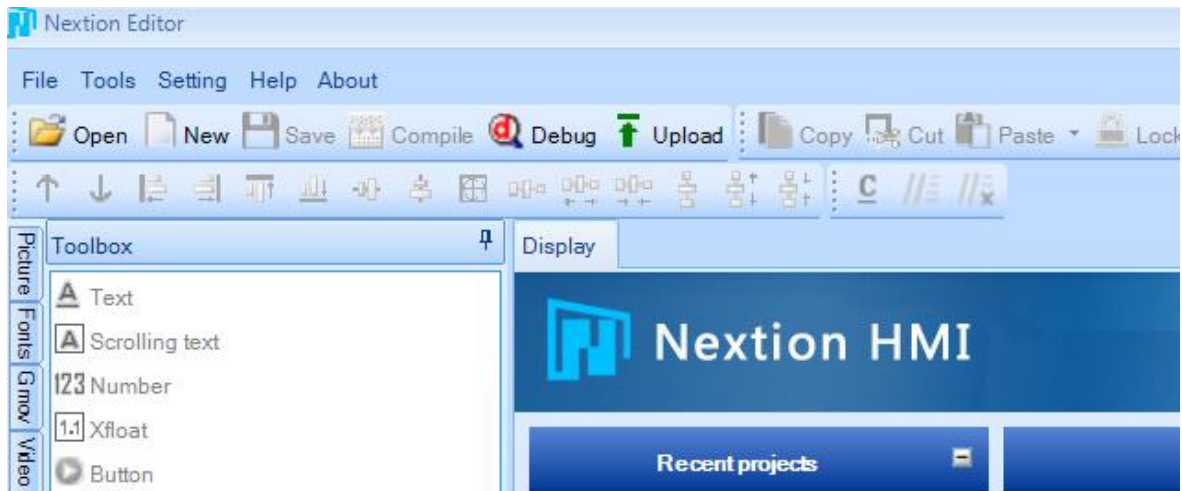 Nextion Editor
File Tools Setting Help About
Open New Save Compile Debug Upload Copy Cut Paste Lock
Picture
Fonts
Gmov
Video
Toolbox
A Text
A Scrolling text
123 Number
1.1 Xfloat
Button
Display
Nextion HMI
Recent projects